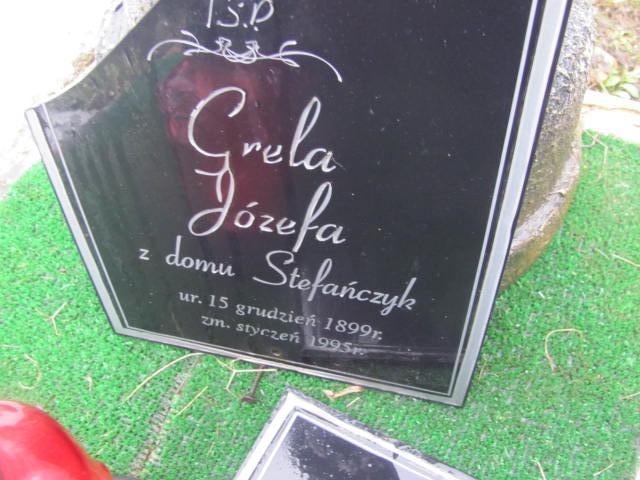 Ś.P.
Grela
Józefa
z domu Stefańczyk
ur. 15 grudzień 1899r.
zm. styczeń 1995r.